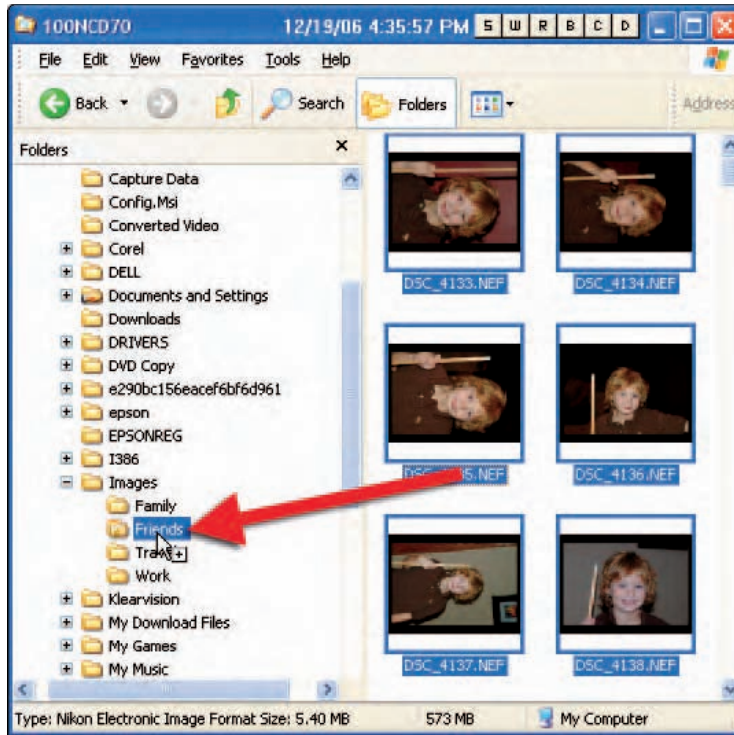 100NCD70 12/19/06 4:35:57 PM S W R B C D
File Edit View Favorites Tools Help
Back Search Folders Address
Folders
Capture Data
Config.Msi
Converted Video
Corel
DELL
Documents and Settings
Downloads
DRIVERS
DVD Copy
e290bc156eacef6bf6d961
epson
EPSONREG
I386
Images
Family
Friends
Work
Klearvision
My Download Files
My Games
My Music
DSC_4133.NEF DSC_4134.NEF
DSC_4136.NEF
DSC_4137.NEF DSC_4138.NEF
Type: Nikon Electronic Image Format Size: 5.40 MB 573 MB My Computer